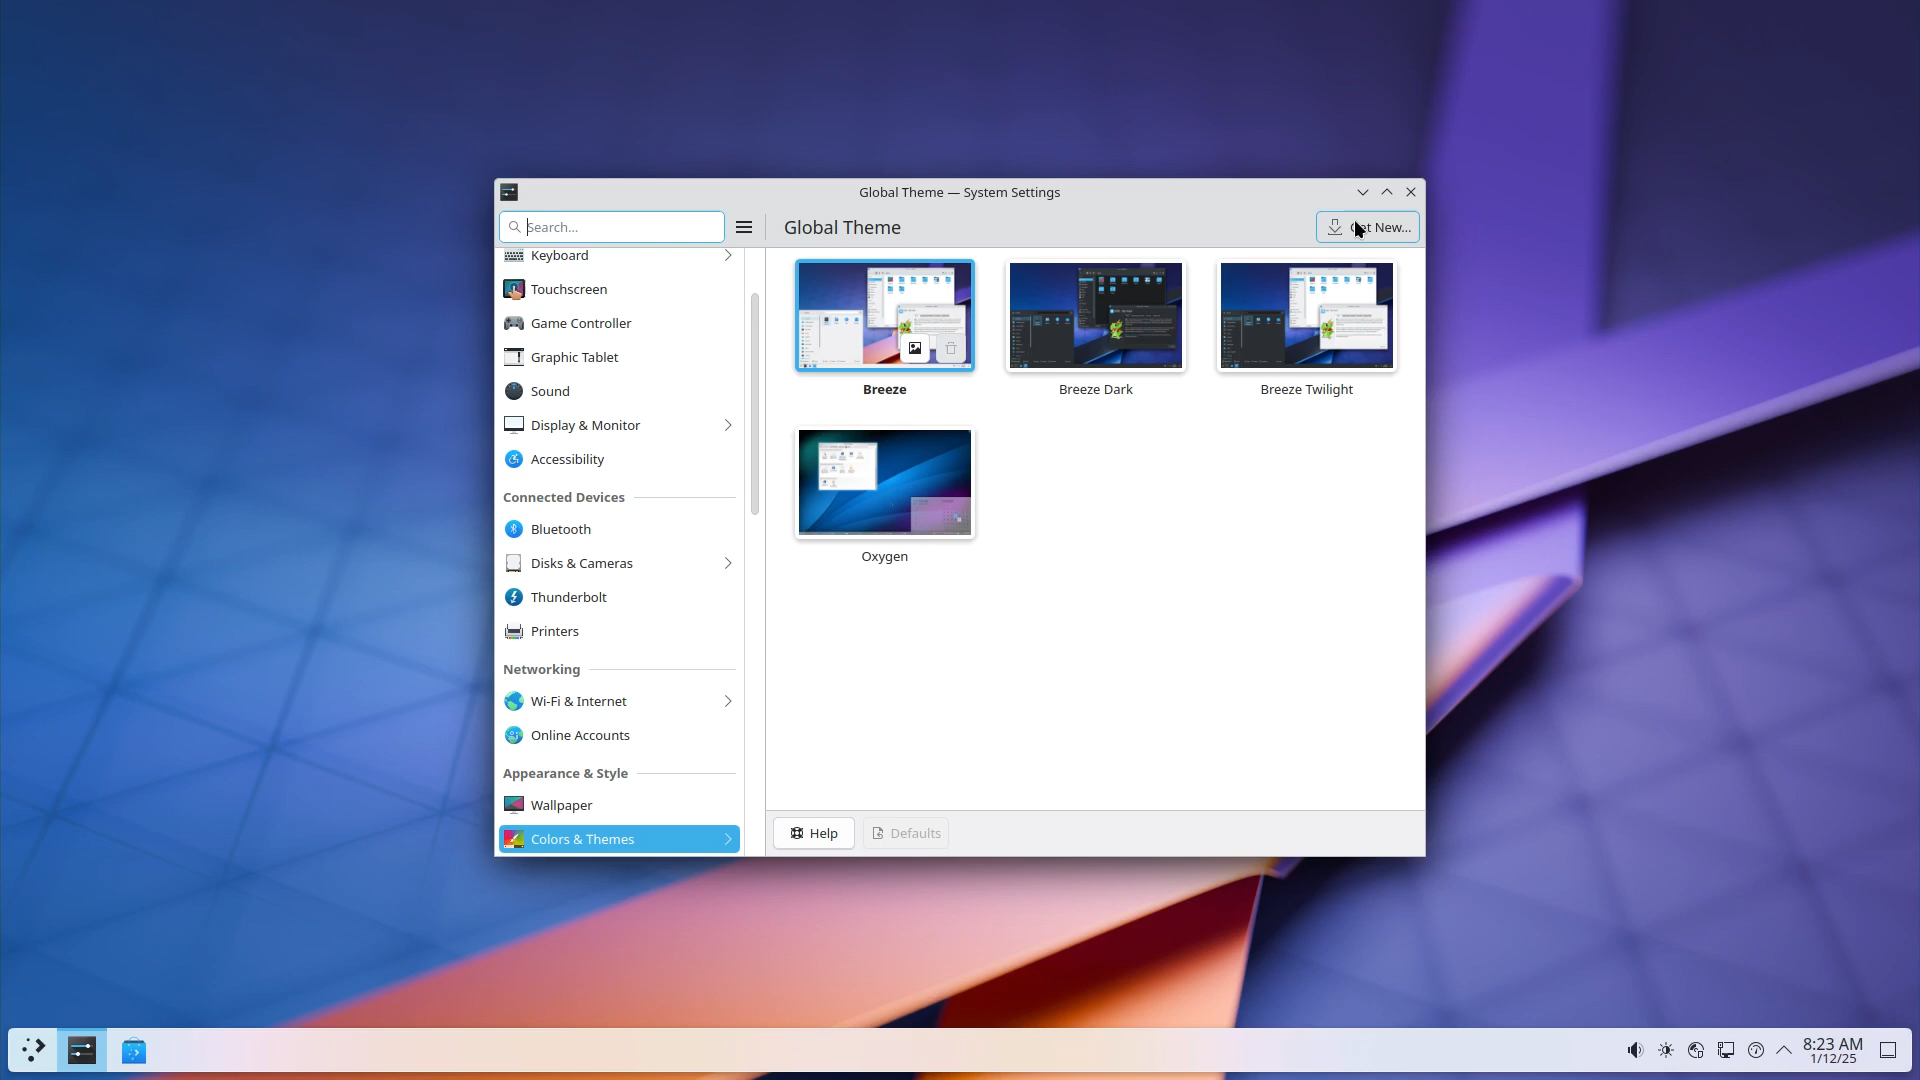 Global Theme — System Settings
Search...
Global Theme
Get New...
Keyboard
Touchscreen
Game Controller
Graphic Tablet
Sound
Display & Monitor
Accessibility
Connected Devices
Bluetooth
Disks & Cameras
Thunderbolt
Printers
Networking
Wi-Fi & Internet
Online Accounts
Appearance & Style
Wallpaper
Colors & Themes
Breeze
Breeze Dark
Breeze Twilight
Oxygen
Help
Defaults
8:23 AM
1/12/25